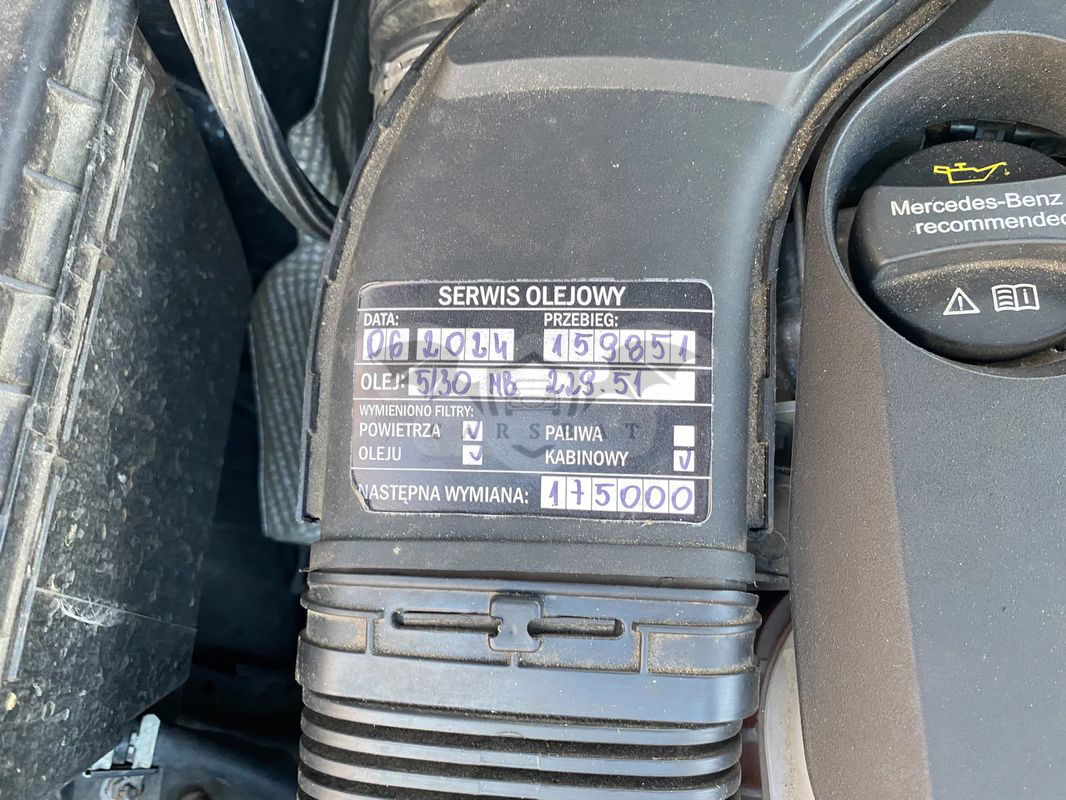 SERWIS OLEJOWY
DATA: PRZEBIEG:
06 2024 159851
OLEJ: 5/30 MB 229.51
WYMIENIONO FILTRY:
POWIETRZA PALIWA
OLEJU KABINOWY
NASTĘPNA WYMIANA: 175000
Mercedes-Benz
recommended